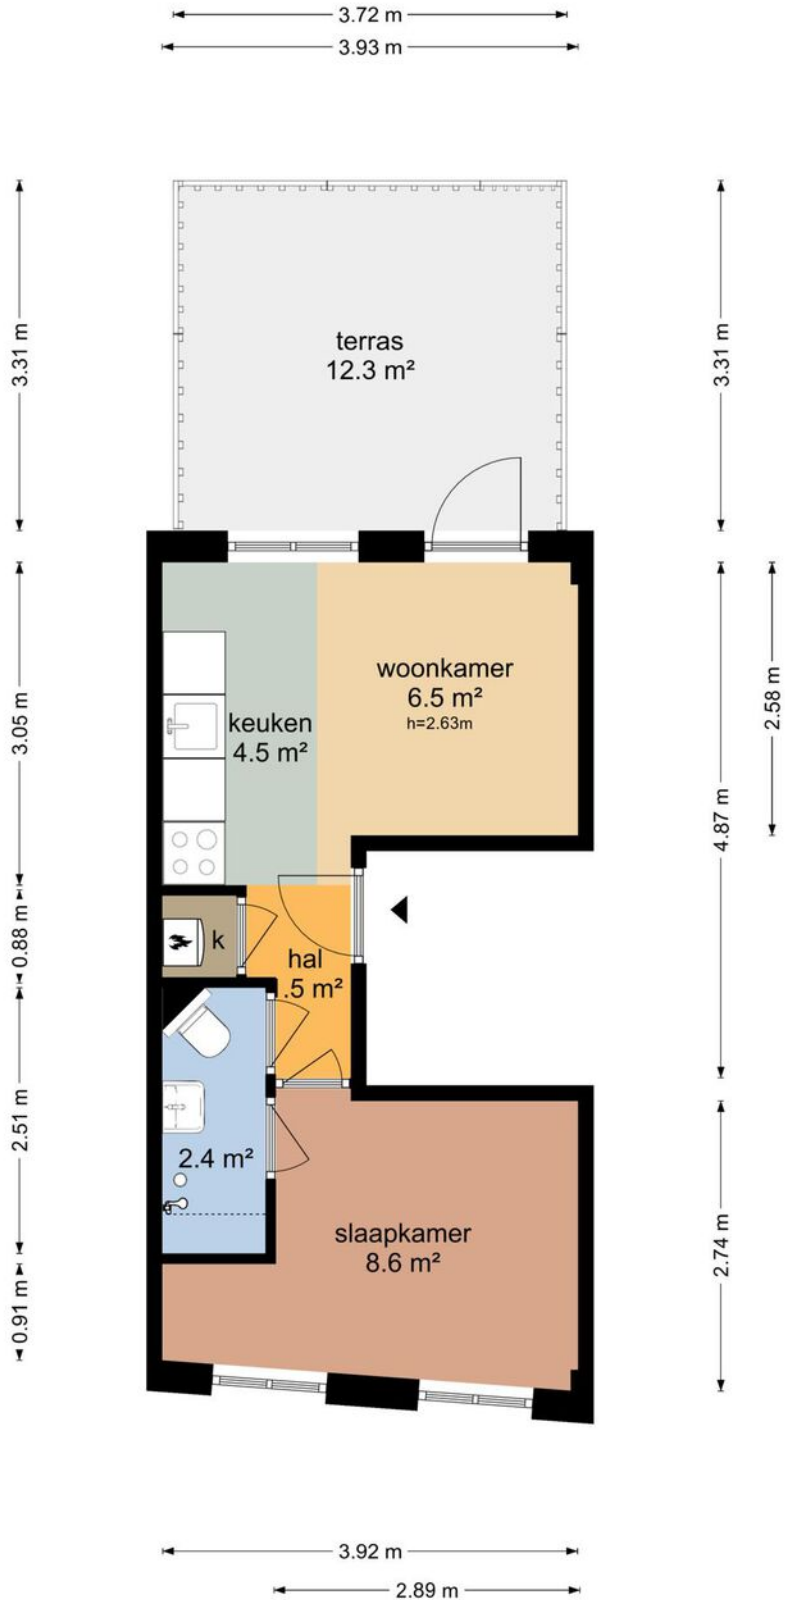 3.72 m
3.93 m
3.31 m
3.31 m
terras
12.3 m²
woonkamer
6.5 m²
h=2.63m
keuken
4.5 m²
3.05 m
2.58 m
4.87 m
0.88 m
k
hal
.5 m²
2.51 m
2.4 m²
slaapkamer
8.6 m²
2.74 m
0.91 m
3.92 m
2.89 m